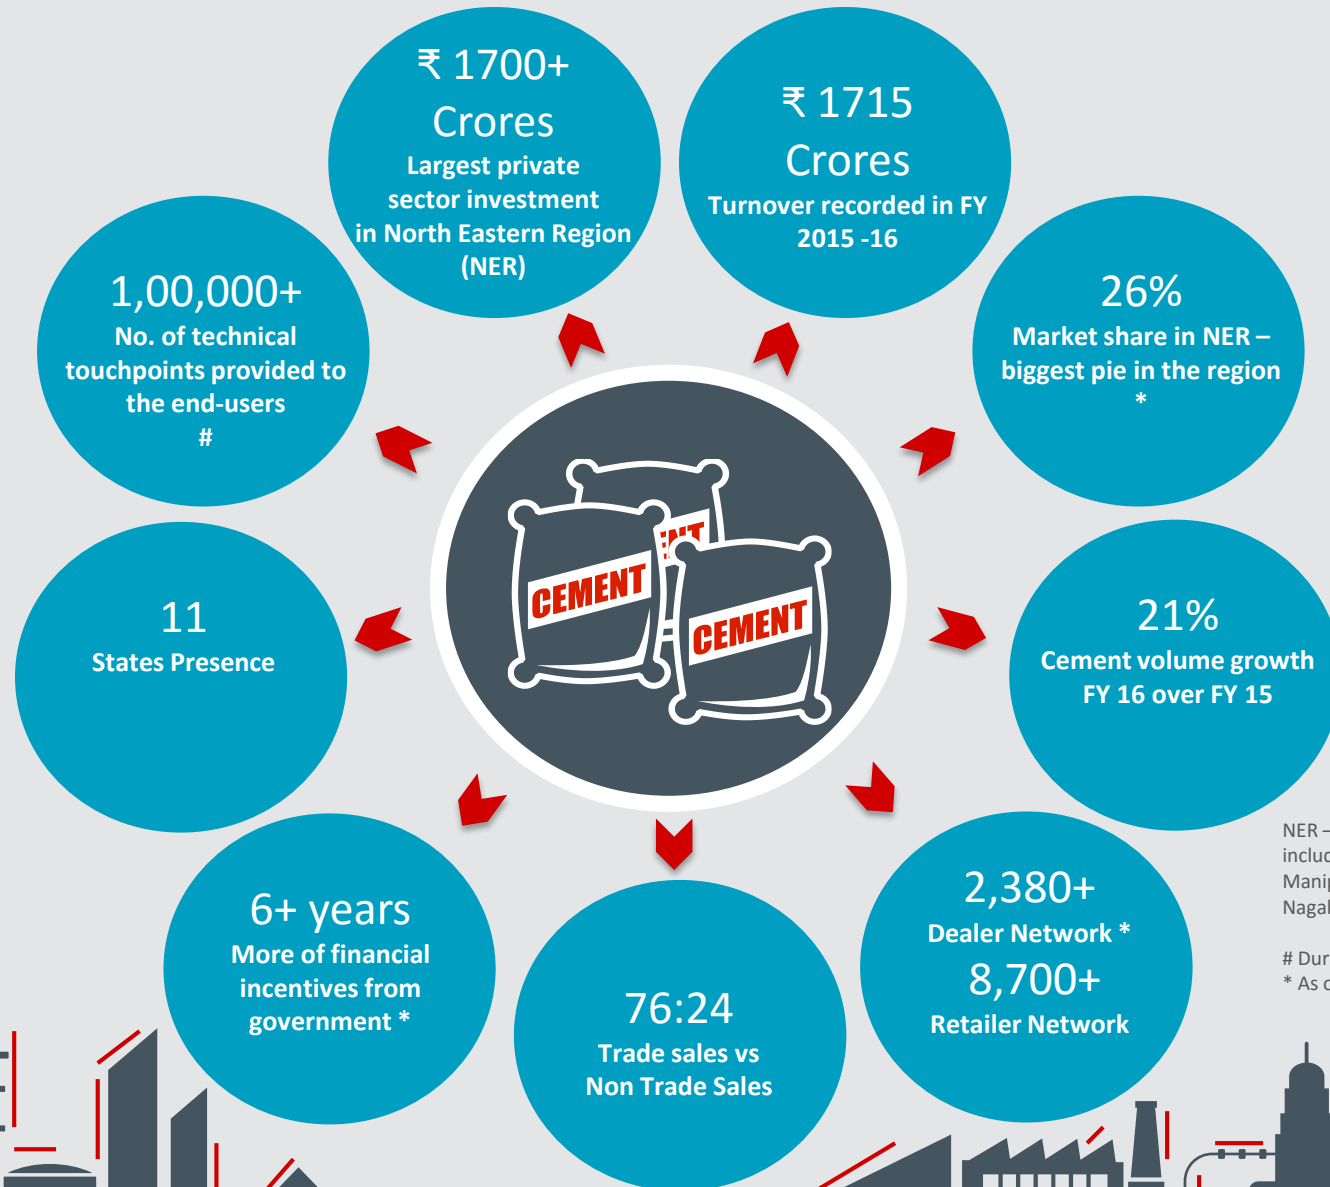 ₹ 1700+
Crores
Largest private
sector investment
in North Eastern Region
(NER)
₹ 1715
Crores
Turnover recorded in FY
2015 -16
1,00,000+
No. of technical
touchpoints provided to
the end-users
#
26%
Market share in NER –
biggest pie in the region
*
CEMENT
CEMENT
11
States Presence
21%
Cement volume growth
FY 16 over FY 15
6+ years
More of financial
incentives from
government *
76:24
Trade sales vs
Non Trade Sales
2,380+
Dealer Network *
8,700+
Retailer Network
NER –
#
* As